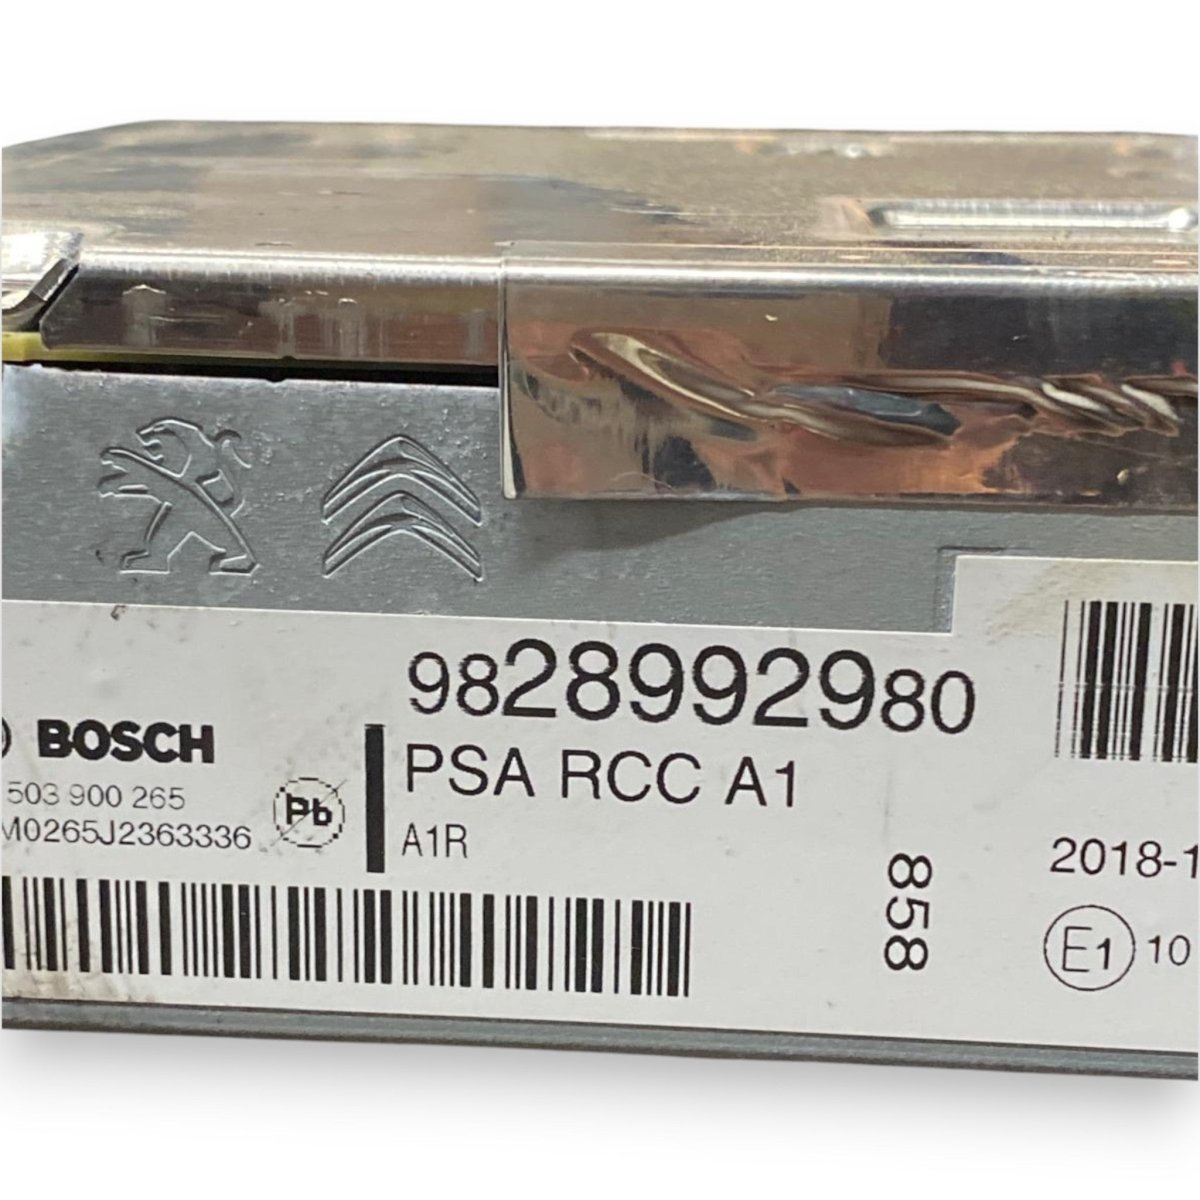 9828992980
PSA RCC A1
A1R
BOSCH
503 900 265
M0265J2363336
Pb
858
2018-1
E1 10